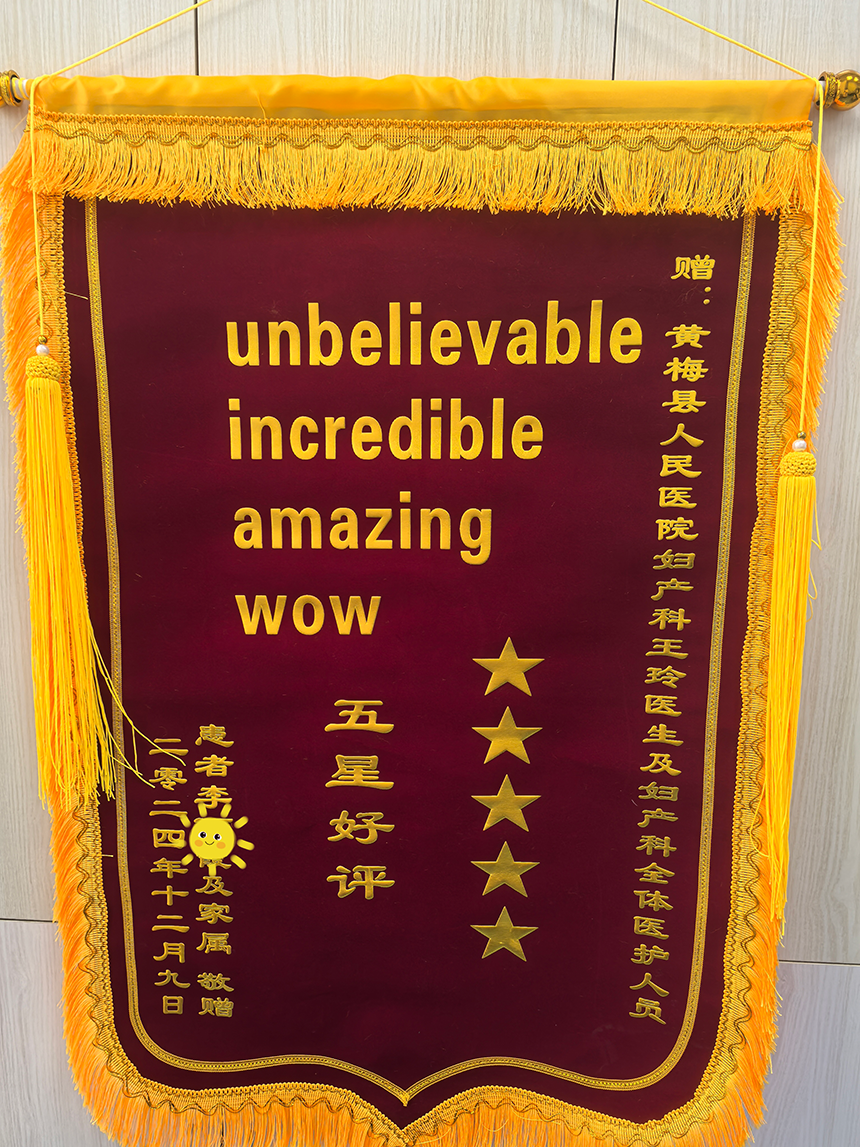 赠：黄梅县人民医院妇产科王玲医生及妇产科全体医护人员
unbelievable
incredible
amazing
wow
五星好评
患者李
及家属 敬赠
二零二四年十二月九日